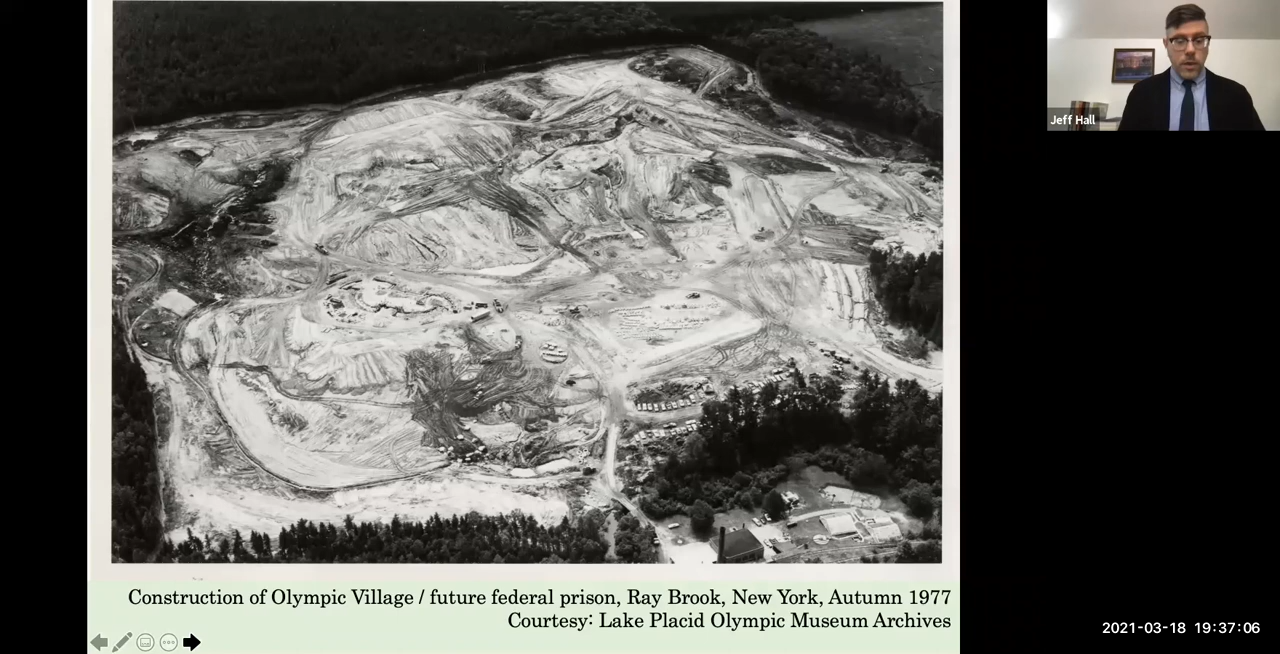 Jeff Hall
Construction of Olympic Village / future federal prison, Ray Brook, New York, Autumn 1977
Courtesy: Lake Placid Olympic Museum Archives
2021-03-18 19:37:06